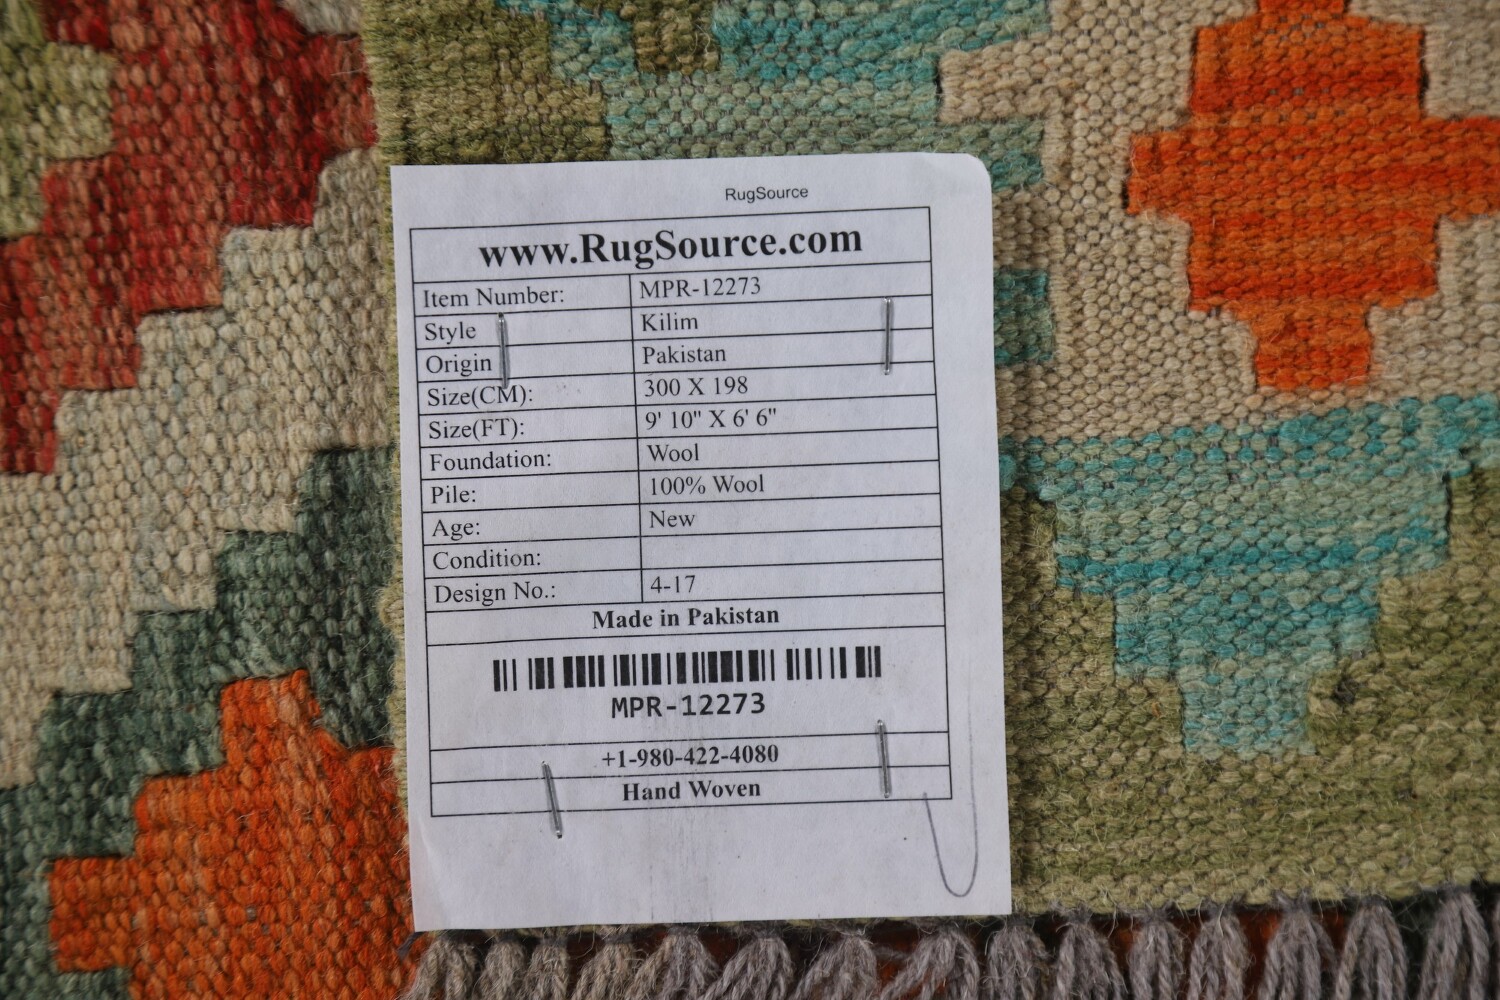 RugSource
www.RugSource.com
Item Number: MPR-12273
Style Kilim
Origin Pakistan
Size(CM): 300 X 198
Size(FT): 9' 10" X 6' 6"
Foundation: Wool
Pile: 100% Wool
Age: New
Condition:
Design No.: 4-17
Made in Pakistan
MPR-12273
+1-980-422-4080
Hand Woven